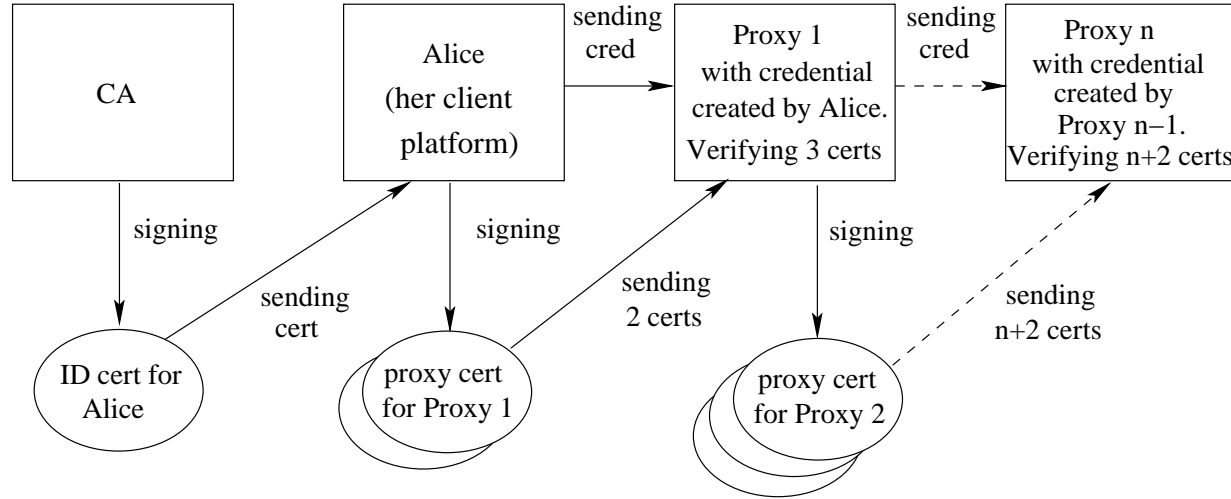 CA
signing
ID cert for
Alice
sending
cert
Alice
(her client
platform)
signing
proxy cert
for Proxy 1
sending
cred
sending
2 certs
Proxy 1
with credential
created by Alice.
Verifying 3 certs
signing
proxy cert
for Proxy 2
sending
cred
sending
n+2 certs
Proxy n
with credential
created by
Proxy n−1.
Verifying n+2 certs